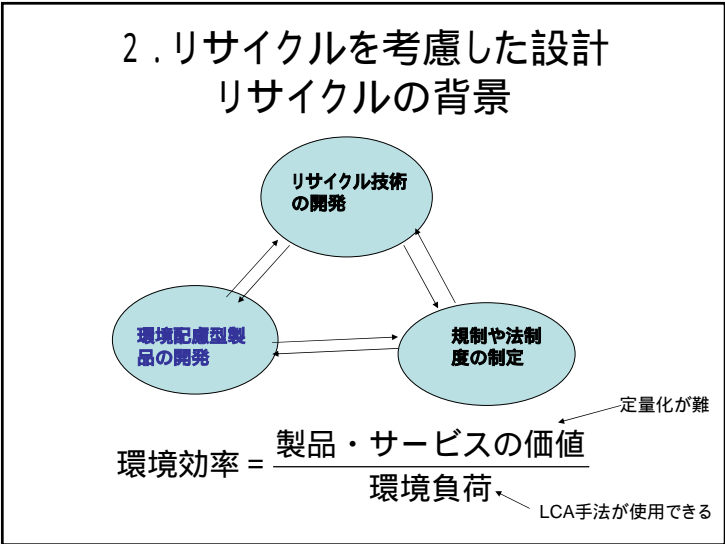 ２．リサイクルを考慮した設計
リサイクルの背景
リサイクル技術
の開発
環境配慮型製
品の開発
規制や法制
度の制定
定量化が難
環境効率＝
製品・サービスの価値
環境負荷
LCA手法が使用できる